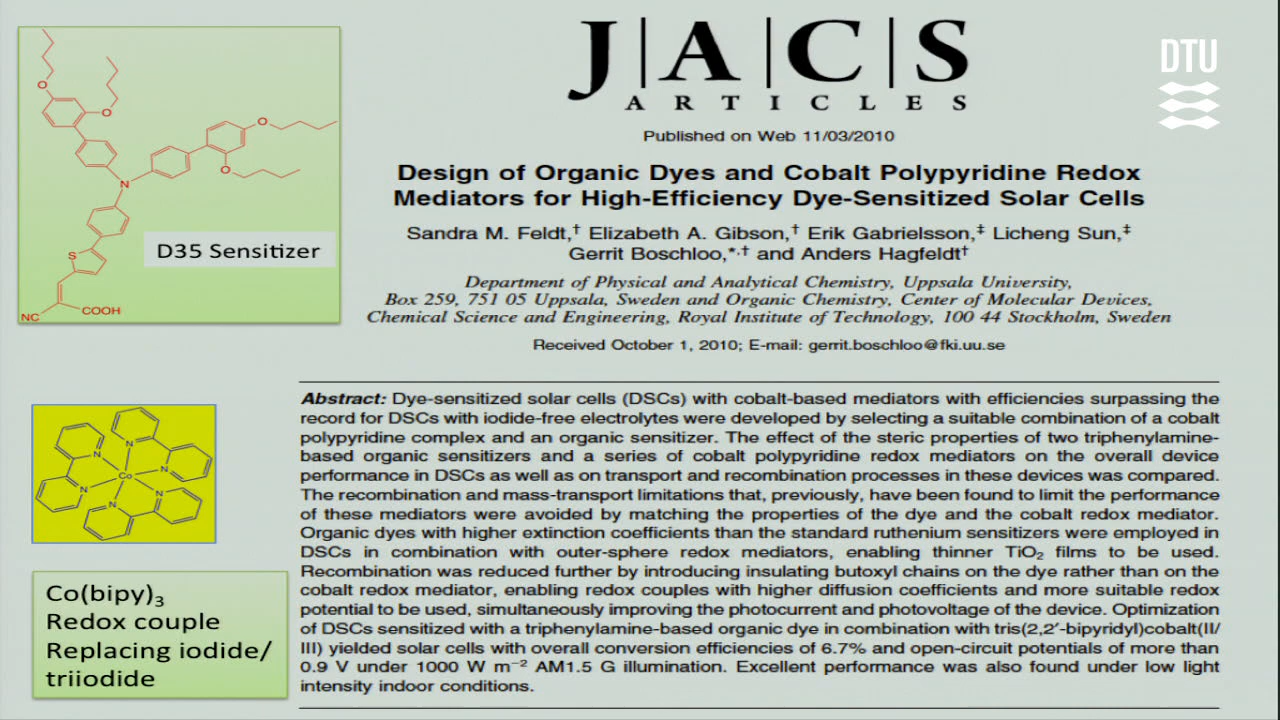 O
O
O
O
N
S
NC
COOH
D35 Sensitizer
J|A|C|S
ARTICLES
DTU
Published on Web 11/03/2010
Design of Organic Dyes and Cobalt Polypyridine Redox
Mediators for High-Efficiency Dye-Sensitized Solar Cells
Sandra M. Feldt,† Elizabeth A. Gibson,† Erik Gabrielsson,‡ Licheng Sun,‡
Gerrit Boschloo,*,† and Anders Hagfeldt†
Department of Physical and Analytical Chemistry, Uppsala University,
Box 259, 751 05 Uppsala, Sweden and Organic Chemistry, Center of Molecular Devices,
Chemical Science and Engineering, Royal Institute of Technology, 100 44 Stockholm, Sweden
Received October 1, 2010; E-mail: gerrit.boschloo@fki.uu.se
Abstract: Dye-sensitized solar cells (DSCs) with cobalt-based mediators with efficiencies surpassing the
record for DSCs with iodide-free electrolytes were developed by selecting a suitable combination of a cobalt
polypyridine complex and an organic sensitizer. The effect of the steric properties of two triphenylamine-
based organic sensitizers and a series of cobalt polypyridine redox mediators on the overall device
performance in DSCs as well as on transport and recombination processes in these devices was compared.
The recombination and mass-transport limitations that, previously, have been found to limit the performance
of these mediators were avoided by matching the properties of the dye and the cobalt redox mediator.
Organic dyes with higher extinction coefficients than the standard ruthenium sensitizers were employed in
DSCs in combination with outer-sphere redox mediators, enabling thinner TiO₂ films to be used.
Recombination was reduced further by introducing insulating butoxyl chains on the dye rather than on the
cobalt redox mediator, enabling redox couples with higher diffusion coefficients and more suitable redox
potential to be used, simultaneously improving the photocurrent and photovoltage of the device. Optimization
of DSCs sensitized with a triphenylamine-based organic dye in combination with tris(2,2′-bipyridyl)cobalt(II/
III) yielded solar cells with overall conversion efficiencies of 6.7% and open-circuit potentials of more than
0.9 V under 1000 W m⁻² AM1.5 G illumination. Excellent performance was also found under low light
intensity indoor conditions.
N
N
N
Co
N
N
N
Co(bipy)₃
Redox couple
Replacing iodide/
triiodide